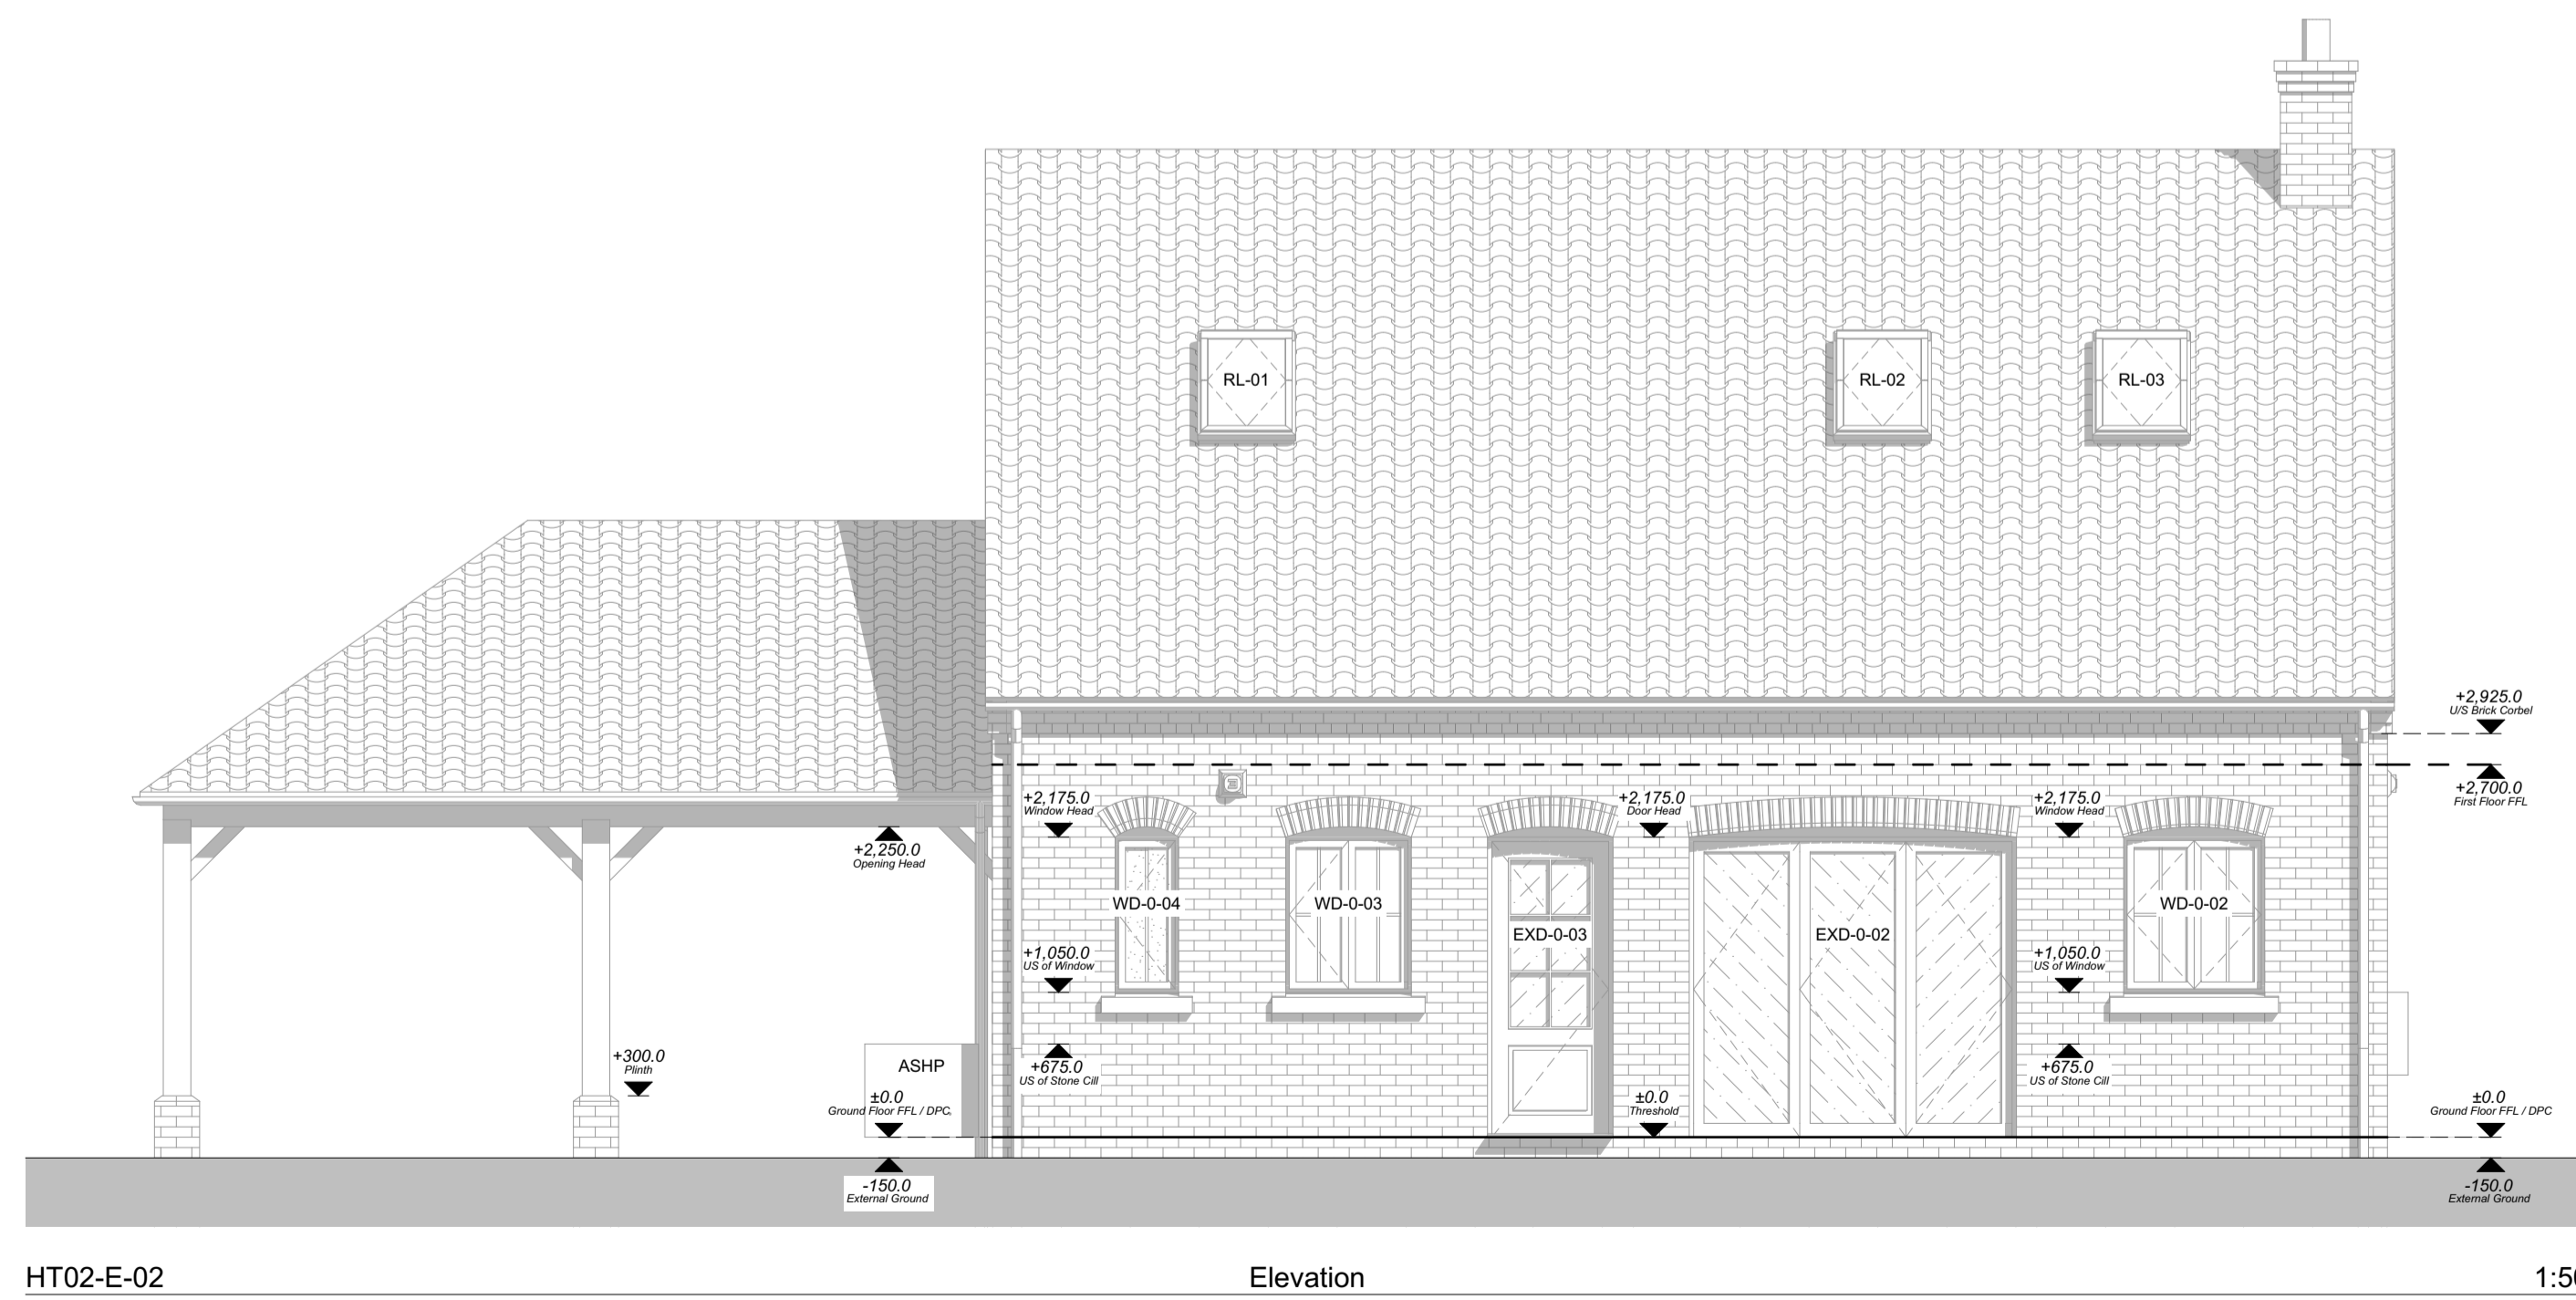 RL-01
RL-02
RL-03
+2,925.0
U/S Brick Corbel
+2,700.0
First Floor FFL
+2,175.0
Window Head
+2,175.0
Door Head
+2,175.0
Window Head
+2,250.0
Opening Head
WD-0-04
WD-0-03
EXD-0-03
EXD-0-02
WD-0-02
+1,050.0
US of Window
+1,050.0
US of Window
+300.0
Plinth
ASHP
+675.0
US of Stone Cill
+675.0
US of Stone Cill
±0.0
Ground Floor FFL / DPC
±0.0
Threshold
±0.0
Ground Floor FFL / DPC
-150.0
External Ground
-150.0
External Ground
HT02-E-02
Elevation